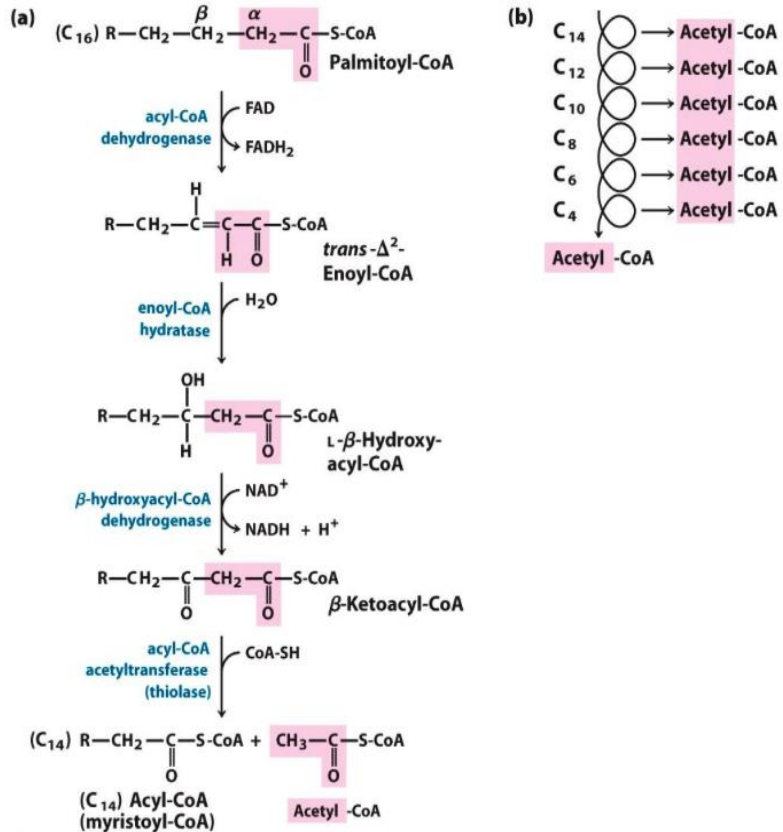 (a)
β α
(C₁₆) R—CH₂—CH₂—CH₂—C—S-CoA
O
Palmitoyl-CoA
acyl-CoA
dehydrogenase
FAD
FADH₂
H
R—CH₂—C=C—C—S-CoA
H O
trans-Δ²-
Enoyl-CoA
enoyl-CoA
hydratase
H₂O
OH
R—CH₂—C—CH₂—C—S-CoA
H O
L-β-Hydroxy-
acyl-CoA
β-hydroxyacyl-CoA
dehydrogenase
NAD⁺
NADH + H⁺
R—CH₂—C—CH₂—C—S-CoA
O O
β-Ketoacyl-CoA
acyl-CoA
acetyltransferase
(thiolase)
CoA-SH
(C₁₄) R—CH₂—C—S-CoA + CH₃—C—S-CoA
O O
(C₁₄) Acyl-CoA
(myristoyl-CoA)
Acetyl -CoA
(b)
C₁₄ Acetyl -CoA
C₁₂ Acetyl -CoA
C₁₀ Acetyl -CoA
C₈ Acetyl -CoA
C₆ Acetyl -CoA
C₄ Acetyl -CoA
Acetyl -CoA